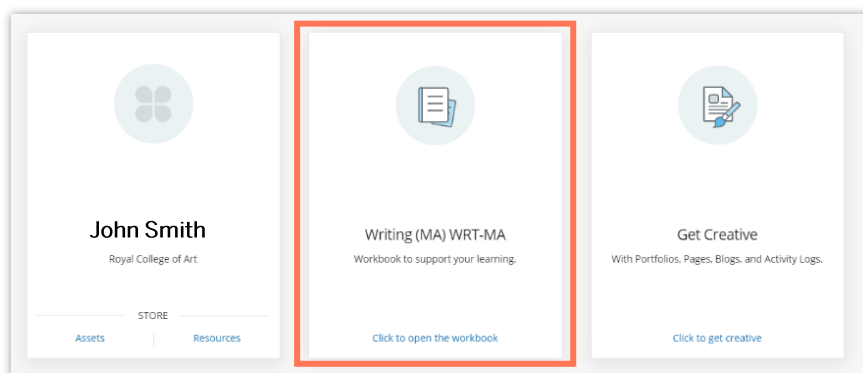 John Smith
Royal College of Art
STORE
Assets
Resources
Writing (MA) WRT-MA
Workbook to support your learning.
Click to open the workbook
Get Creative
With Portfolios, Pages, Blogs, and Activity Logs.
Click to get creative